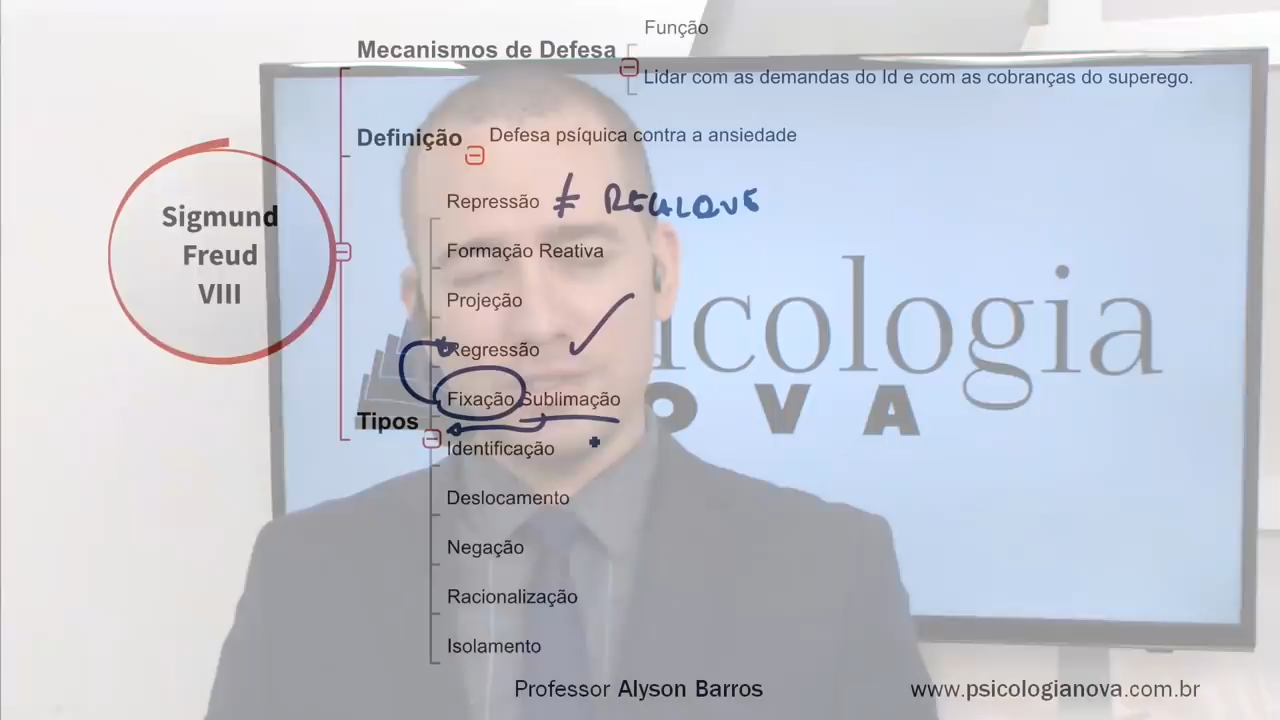 Função
Mecanismos de Defesa
Lidar com as demandas do Id e com as cobranças do superego.
Definição
Defesa psíquica contra a ansiedade
Sigmund
Freud
VIII
Repressão ≠ RECALQUE
Formação Reativa
Projeção
Regressão
Fixação Sublimação
Tipos
Identificação
Deslocamento
Negação
Racionalização
Isolamento
sicologia
OVA
Professor Alyson Barros
www.psicologianova.com.br